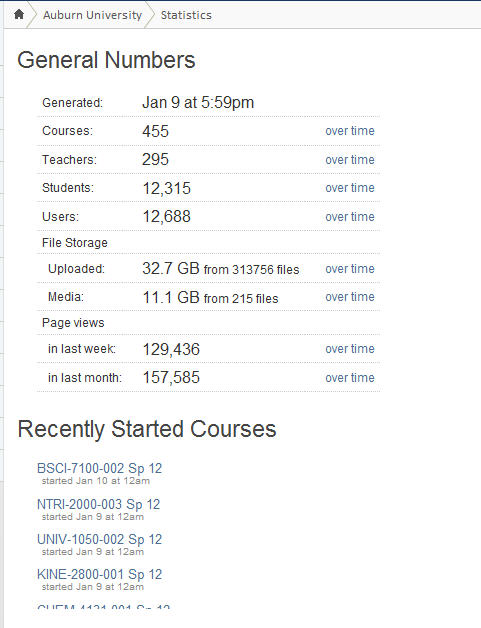 Auburn University Statistics
General Numbers
Generated: Jan 9 at 5:59pm
Courses: 455 over time
Teachers: 295 over time
Students: 12,315 over time
Users: 12,688 over time
File Storage
Uploaded: 32.7 GB from 313756 files over time
Media: 11.1 GB from 215 files over time
Page views
in last week: 129,436 over time
in last month: 157,585 over time
Recently Started Courses
BSCI-7100-002 Sp 12
started Jan 10 at 12am
NTRI-2000-003 Sp 12
started Jan 9 at 12am
UNIV-1050-002 Sp 12
started Jan 9 at 12am
KINE-2800-001 Sp 12
started Jan 9 at 12am
CHEM-4131-001 Sp 12